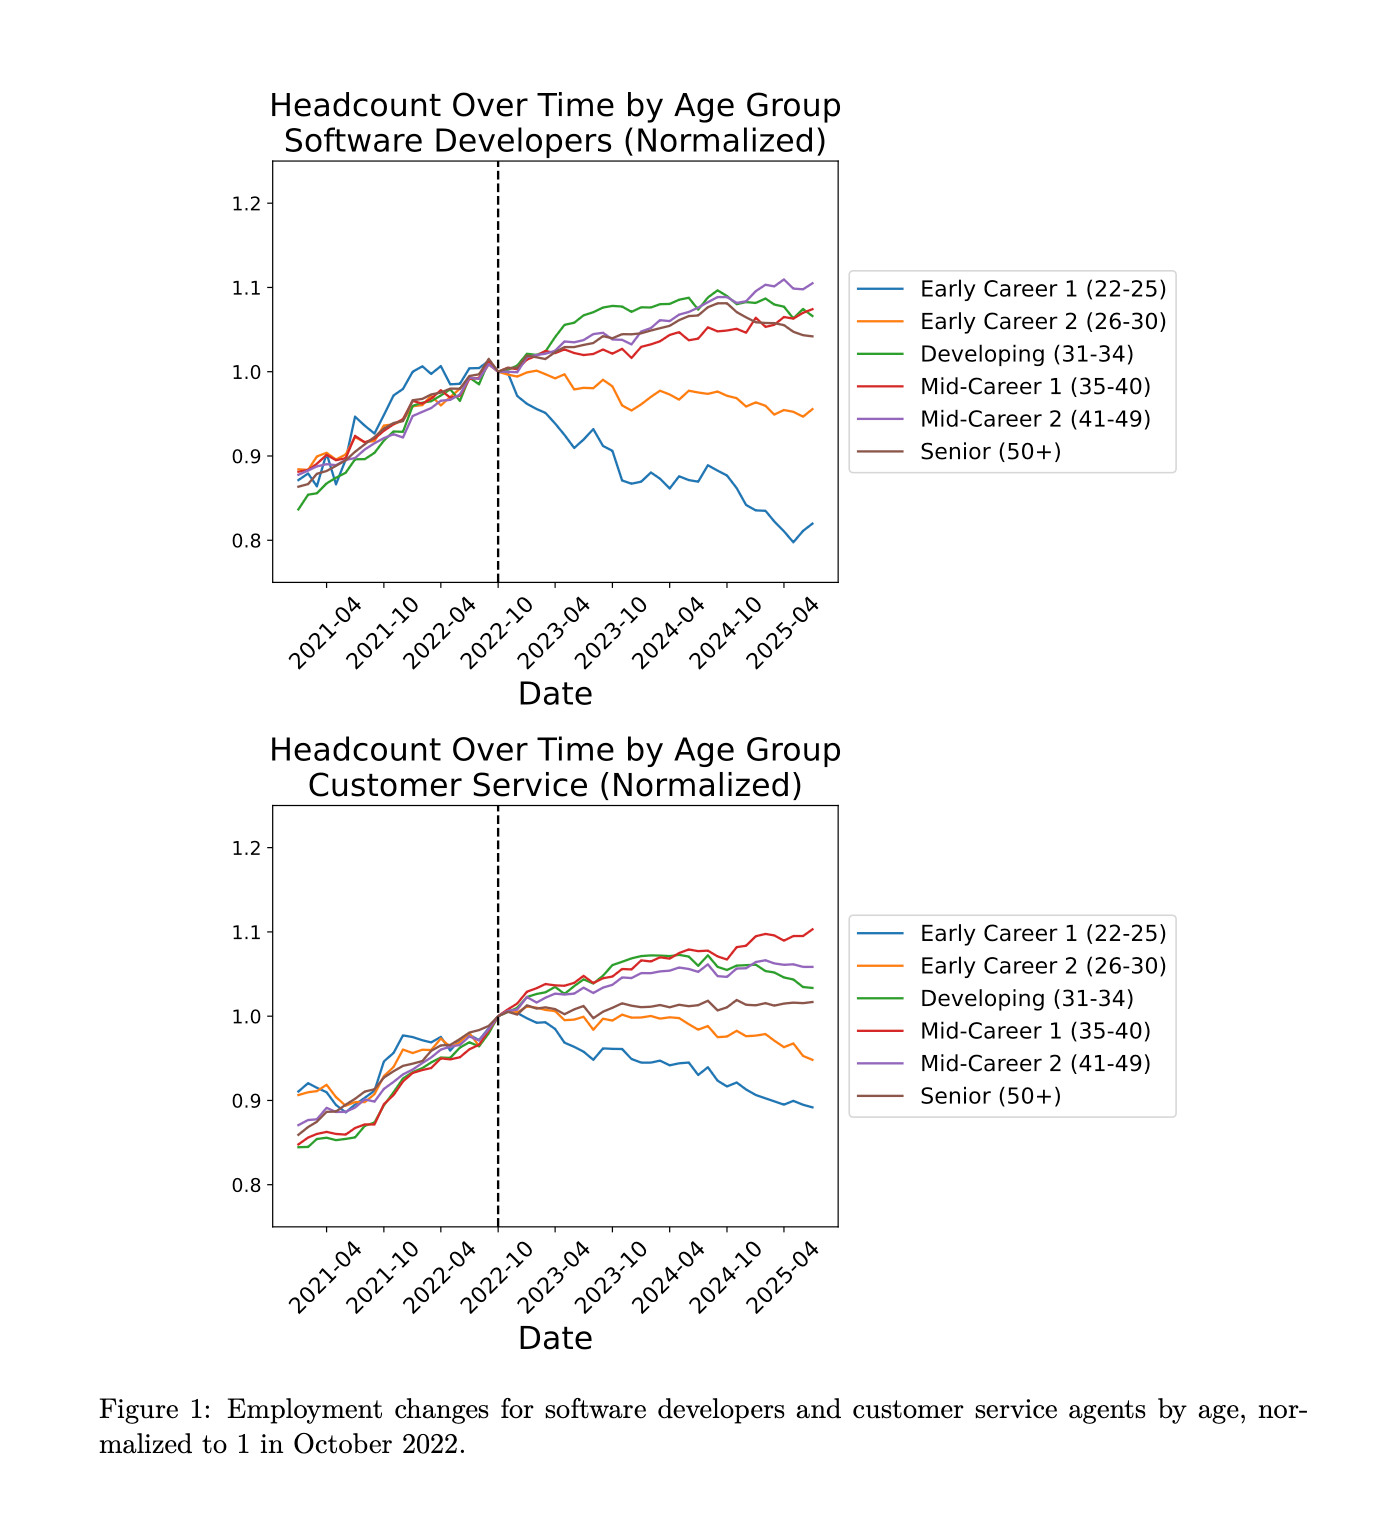 Headcount Over Time by Age Group
Software Developers (Normalized)
1.2
1.1
1.0
0.9
0.8
Early Career 1 (22-25)
Early Career 2 (26-30)
Developing (31-34)
Mid-Career 1 (35-40)
Mid-Career 2 (41-49)
Senior (50+)
2021-04
2021-10
2022-04
2022-10
2023-04
2023-10
2024-04
2024-10
2025-04
Date
Headcount Over Time by Age Group
Customer Service (Normalized)
1.2
1.1
1.0
0.9
0.8
Early Career 1 (22-25)
Early Career 2 (26-30)
Developing (31-34)
Mid-Career 1 (35-40)
Mid-Career 2 (41-49)
Senior (50+)
2021-04
2021-10
2022-04
2022-10
2023-04
2023-10
2024-04
2024-10
2025-04
Date
Figure 1: Employment changes for software developers and customer service agents by age, nor-
malized to 1 in October 2022.